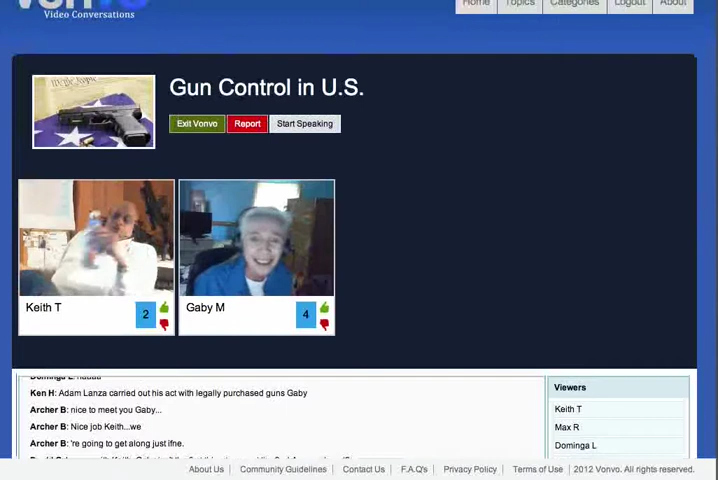 Video Conversations
Home Topics Categories Logout About
Gun Control in U.S.
Exit Vonvo Report Start Speaking
Keith T 2
Gaby M 4
Ken H: Adam Lanza carried out his act with legally purchased guns Gaby
Archer B: nice to meet you Gaby...
Archer B: Nice job Keith...we
Archer B: 're going to get along just ifne.
Viewers
Keith T
Max R
Dominga L
About Us | Community Guidelines | Contact Us | F.A.Q's | Privacy Policy | Terms of Use | 2012 Vonvo. All rights reserved.